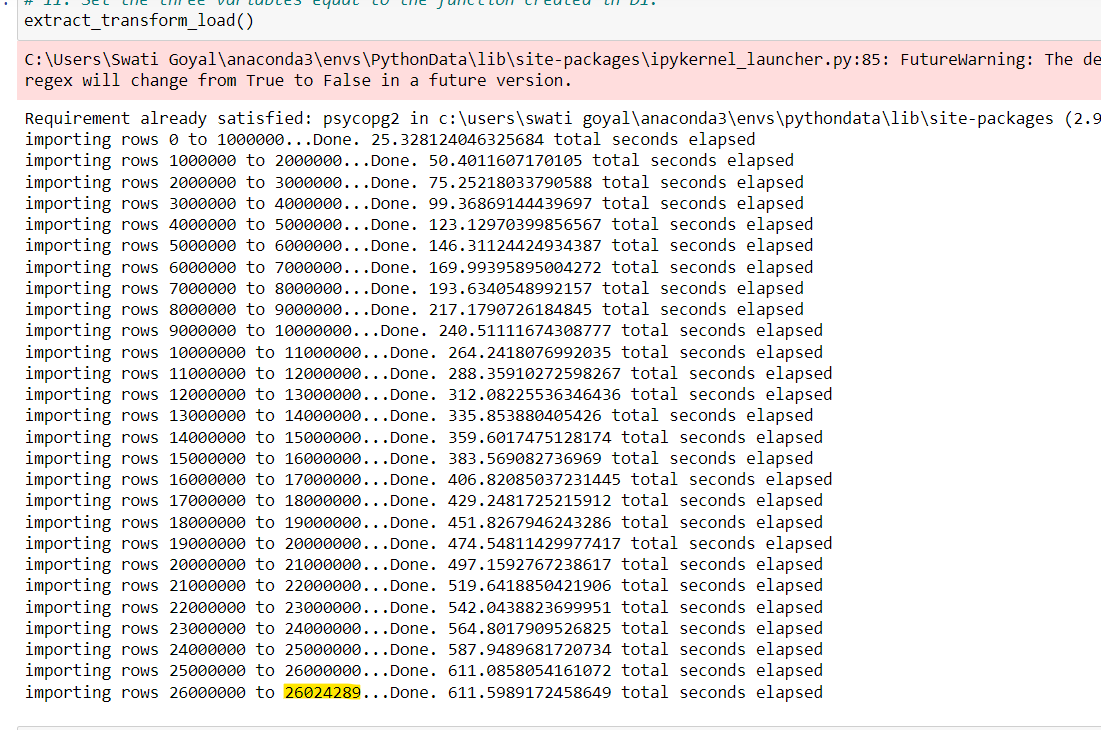 # 11. Set the three variables equal to the function created in D1.
extract_transform_load()
C:\Users\Swati Goyal\anaconda3\envs\PythonData\lib\site-packages\ipykernel_launcher.py:85: FutureWarning: The de
regex will change from True to False in a future version.
Requirement already satisfied: psycopg2 in c:\users\swati goyal\anaconda3\envs\pythondata\lib\site-packages (2.9
importing rows 0 to 1000000...Done. 25.328124046325684 total seconds elapsed
importing rows 1000000 to 2000000...Done. 50.4011607170105 total seconds elapsed
importing rows 2000000 to 3000000...Done. 75.25218033790588 total seconds elapsed
importing rows 3000000 to 4000000...Done. 99.36869144439697 total seconds elapsed
importing rows 4000000 to 5000000...Done. 123.12970399856567 total seconds elapsed
importing rows 5000000 to 6000000...Done. 146.31124424934387 total seconds elapsed
importing rows 6000000 to 7000000...Done. 169.99395895004272 total seconds elapsed
importing rows 7000000 to 8000000...Done. 193.6340548992157 total seconds elapsed
importing rows 8000000 to 9000000...Done. 217.1790726184845 total seconds elapsed
importing rows 9000000 to 10000000...Done. 240.51111674308777 total seconds elapsed
importing rows 10000000 to 11000000...Done. 264.2418076992035 total seconds elapsed
importing rows 11000000 to 12000000...Done. 288.35910272598267 total seconds elapsed
importing rows 12000000 to 13000000...Done. 312.08225536346436 total seconds elapsed
importing rows 13000000 to 14000000...Done. 335.853880405426 total seconds elapsed
importing rows 14000000 to 15000000...Done. 359.6017475128174 total seconds elapsed
importing rows 15000000 to 16000000...Done. 383.569082736969 total seconds elapsed
importing rows 16000000 to 17000000...Done. 406.82085037231445 total seconds elapsed
importing rows 17000000 to 18000000...Done. 429.2481725215912 total seconds elapsed
importing rows 18000000 to 19000000...Done. 451.8267946243286 total seconds elapsed
importing rows 19000000 to 20000000...Done. 474.54811429977417 total seconds elapsed
importing rows 20000000 to 21000000...Done. 497.1592767238617 total seconds elapsed
importing rows 21000000 to 22000000...Done. 519.6418850421906 total seconds elapsed
importing rows 22000000 to 23000000...Done. 542.0438823699951 total seconds elapsed
importing rows 23000000 to 24000000...Done. 564.8017909526825 total seconds elapsed
importing rows 24000000 to 25000000...Done. 587.9489681720734 total seconds elapsed
importing rows 25000000 to 26000000...Done. 611.0858054161072 total seconds elapsed
importing rows 26000000 to 26024289...Done. 611.5989172458649 total seconds elapsed